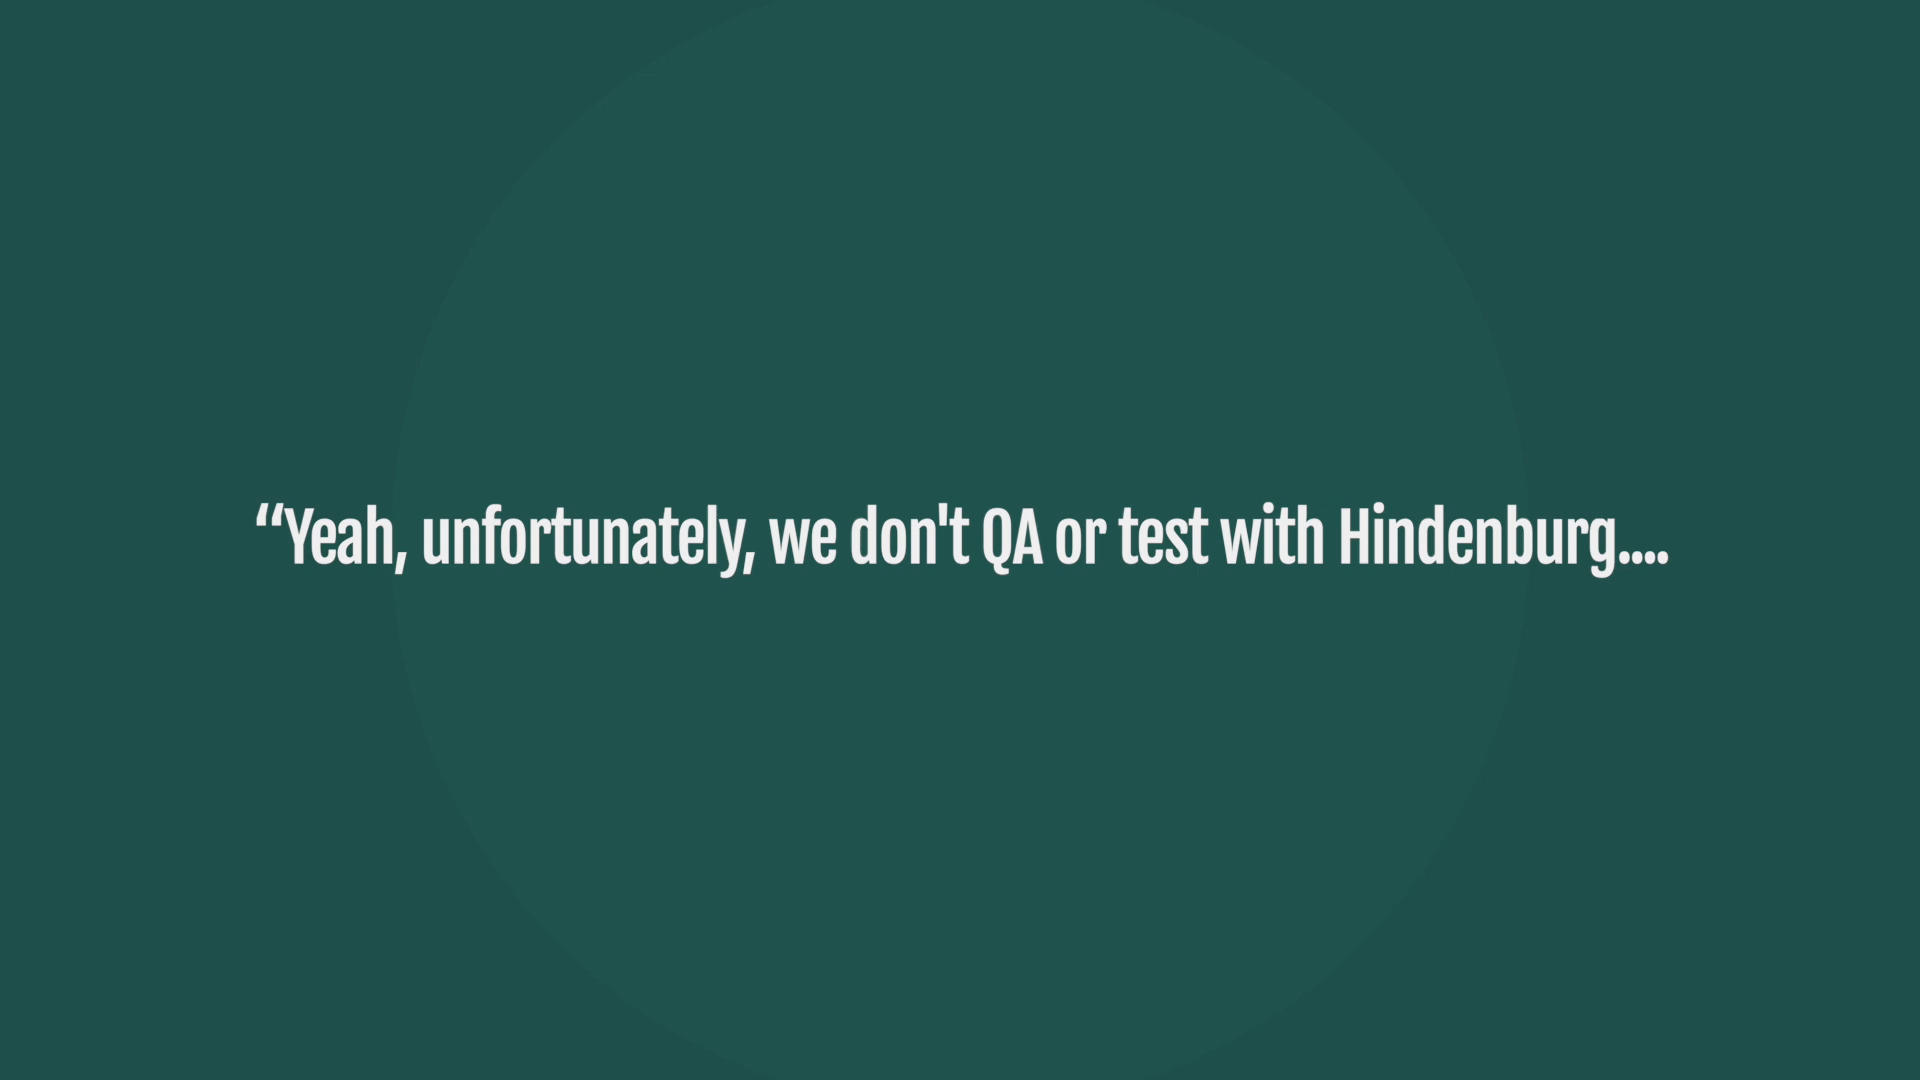 “Yeah, unfortunately, we don't QA or test with Hindenburg....